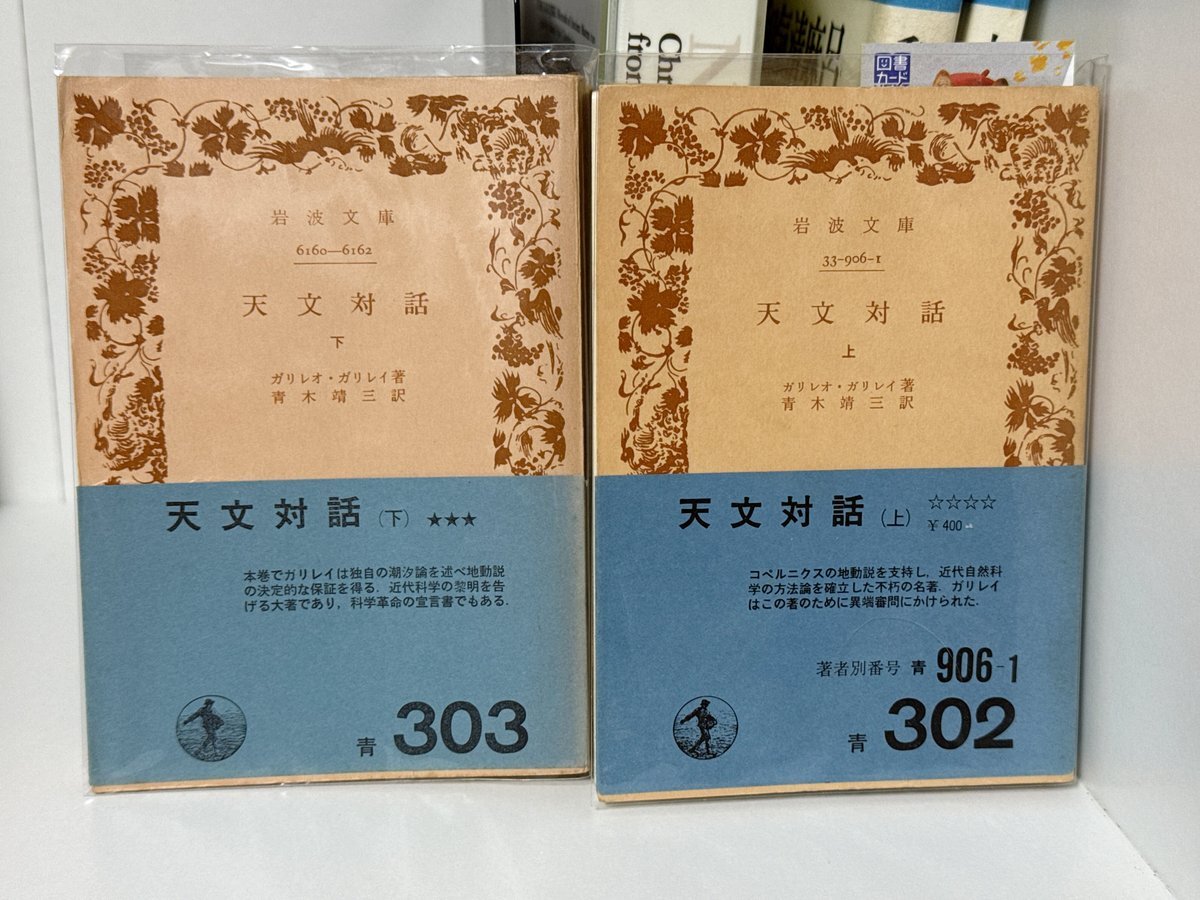 Chr
from
図書
カード
岩波文庫
6160—6162
天文対話
下
ガリレオ・ガリレイ著
青木靖三訳
天文対話(下) ★★★
本巻でガリレイは独自の潮汐論を述べ地動説
の決定的な保証を得る．近代科学の黎明を告
げる大著であり，科学革命の宣言書でもある．
青 303
岩波文庫
33-906-1
天文対話
上
ガリレオ・ガリレイ著
青木靖三訳
天文対話(上) ☆☆☆☆
¥400
コペルニクスの地動説を支持し，近代自然科
学の方法論を確立した不朽の名著．ガリレイ
はこの著のために異端審問にかけられた．
著者別番号 青 906-1
青 302